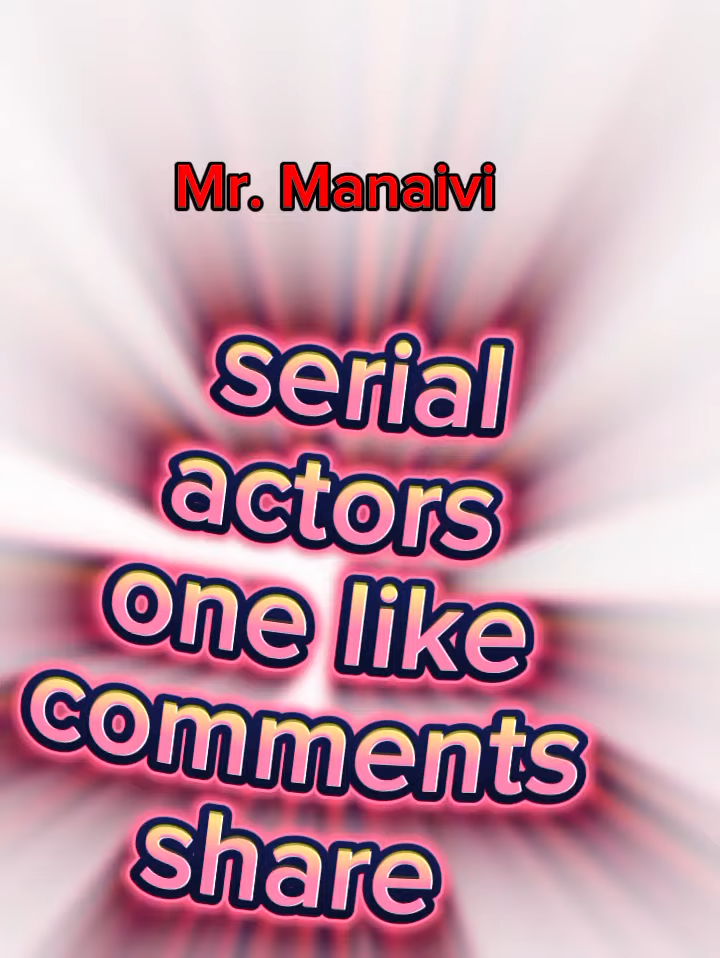 Mr. Manaivi
serial
actors
one like
comments
share